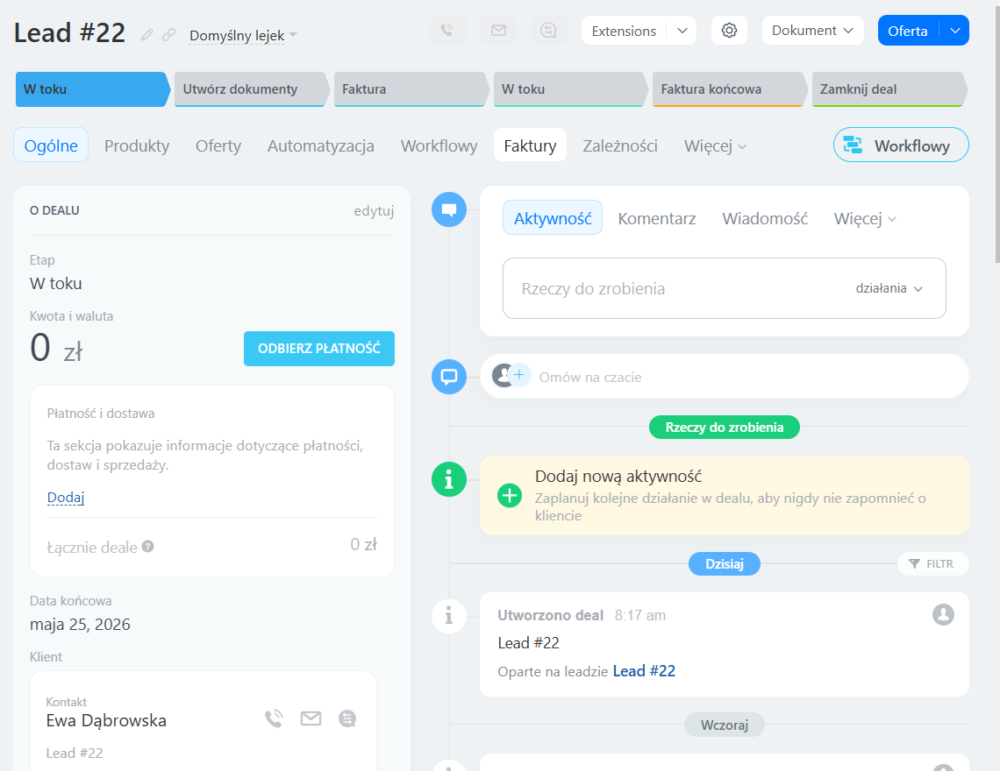 Lead #22
Domyślny lejek
Extensions
Dokument
Oferta
W toku
Utwórz dokumenty
Faktura
W toku
Faktura końcowa
Zamknij deal
Ogólne
Produkty
Oferty
Automatyzacja
Workflowy
Faktury
Zależności
Więcej
Workflowy
O DEALU
edytuj
Etap
W toku
Kwota i waluta
0 zł
ODBIERZ PŁATNOŚĆ
Płatność i dostawa
Ta sekcja pokazuje informacje dotyczące płatności,
dostaw i sprzedaży.
Dodaj
Łącznie deale
0 zł
Data końcowa
maja 25, 2026
Klient
Kontakt
Ewa Dąbrowska
Lead #22
Aktywność
Komentarz
Wiadomość
Więcej
Rzeczy do zrobienia
działania
Omów na czacie
Rzeczy do zrobienia
Dodaj nową aktywność
Zaplanuj kolejne działanie w dealu, aby nigdy nie zapomnieć o
kliencie
Dzisiaj
FILTR
Utworzono deal 8:17 am
Lead #22
Oparte na leadzie Lead #22
Wczoraj